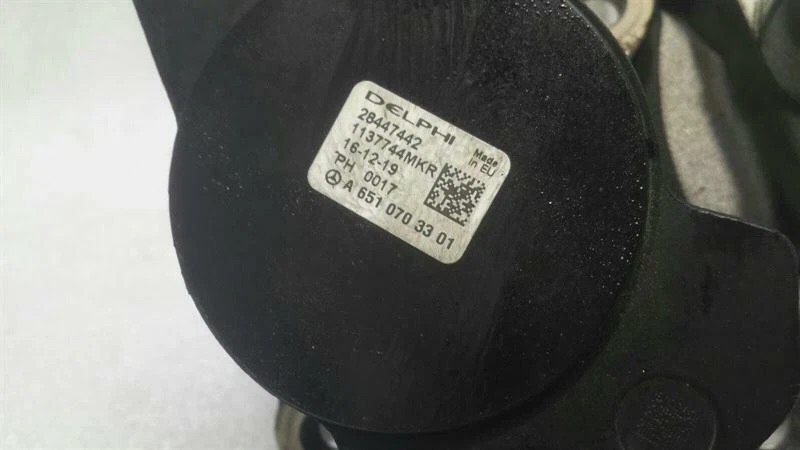 DELPHI
28447442
1137744MKR
Made in EU
16-12-19
PH 0017
A 651 070 33 01